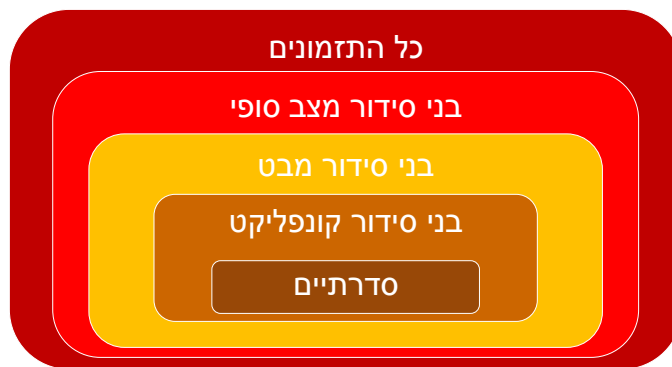 כל התזמונים
בני סידור מצב סופי
בני סידור מבט
בני סידור קונפליקט
סדרתיים